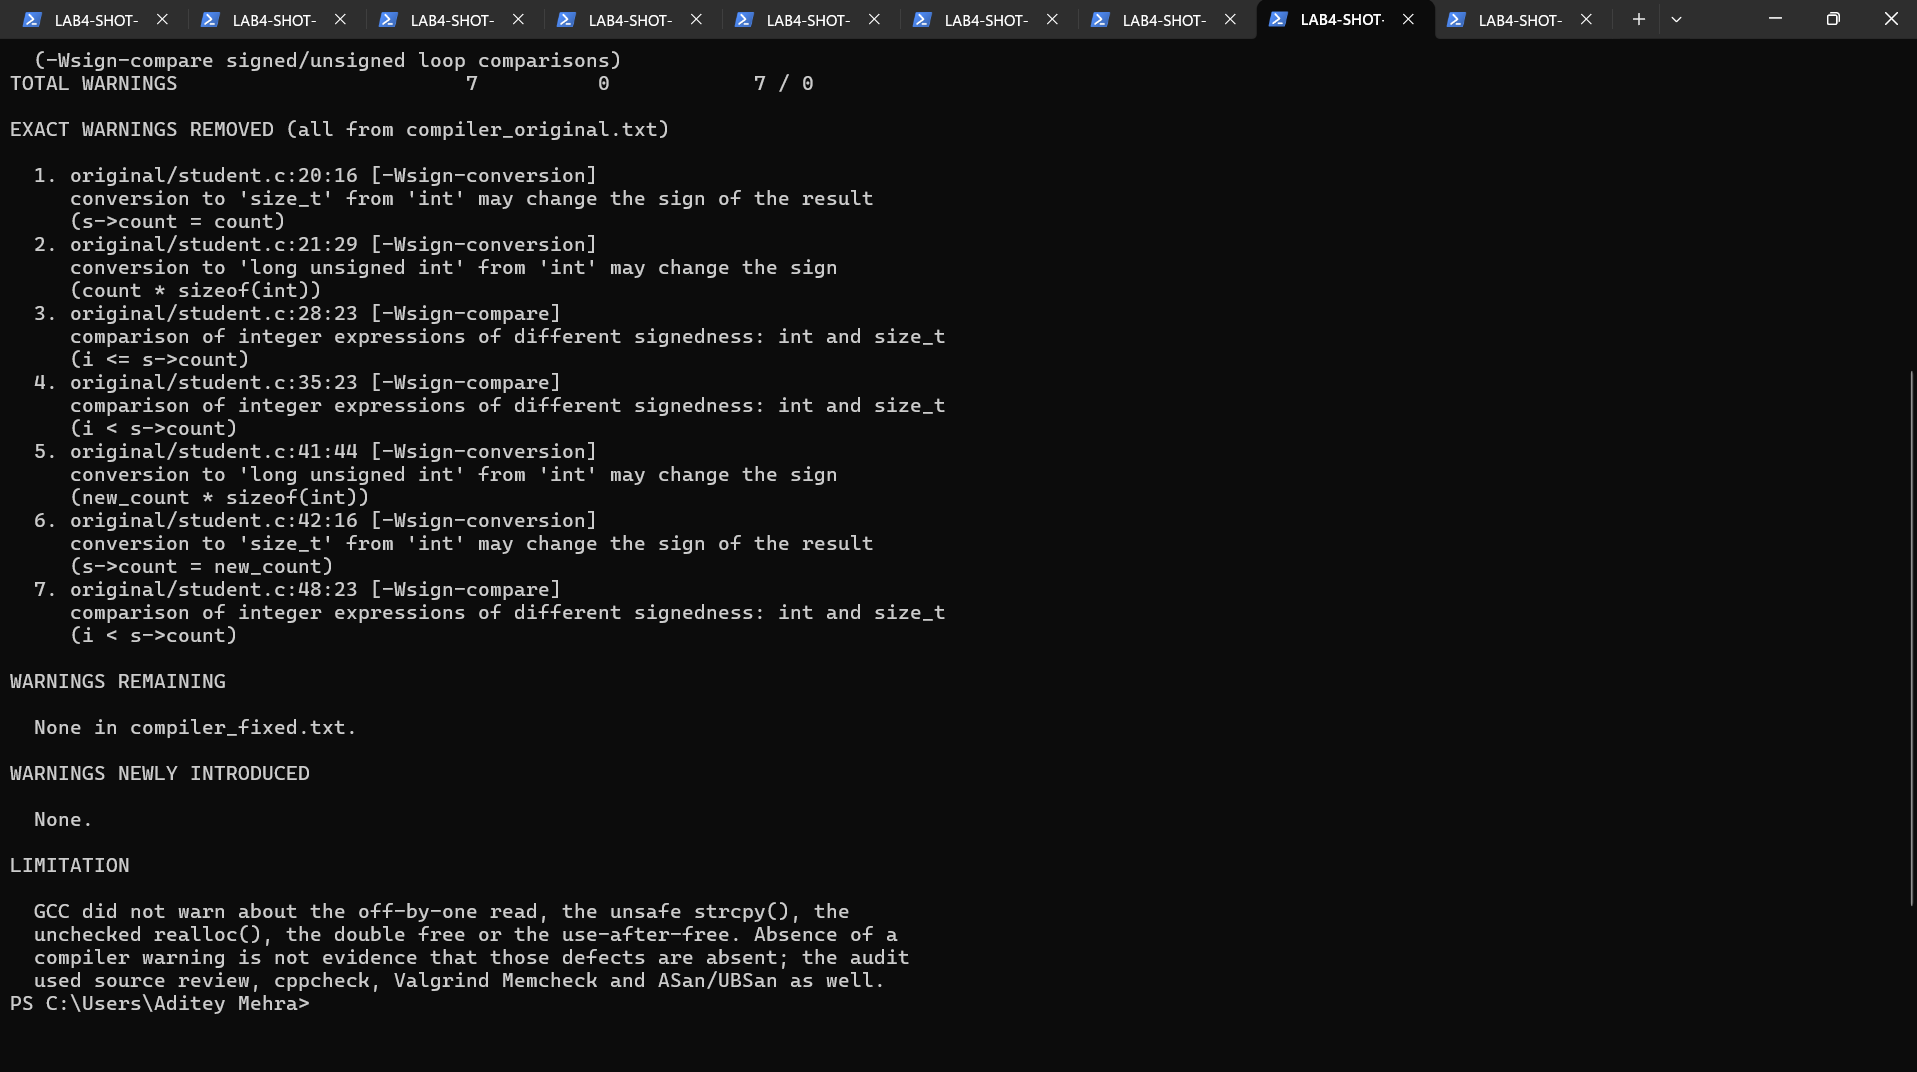 LAB4-SHOT- LAB4-SHOT- LAB4-SHOT- LAB4-SHOT- LAB4-SHOT- LAB4-SHOT- LAB4-SHOT- LAB4-SHOT- LAB4-SHOT-
(-Wsign-compare signed/unsigned loop comparisons)
TOTAL WARNINGS 7 0 7 / 0
EXACT WARNINGS REMOVED (all from compiler_original.txt)
1. original/student.c:20:16 [-Wsign-conversion]
conversion to 'size_t' from 'int' may change the sign of the result
(s->count = count)
2. original/student.c:21:29 [-Wsign-conversion]
conversion to 'long unsigned int' from 'int' may change the sign
(count * sizeof(int))
3. original/student.c:28:23 [-Wsign-compare]
comparison of integer expressions of different signedness: int and size_t
(i <= s->count)
4. original/student.c:35:23 [-Wsign-compare]
comparison of integer expressions of different signedness: int and size_t
(i < s->count)
5. original/student.c:41:44 [-Wsign-conversion]
conversion to 'long unsigned int' from 'int' may change the sign
(new_count * sizeof(int))
6. original/student.c:42:16 [-Wsign-conversion]
conversion to 'size_t' from 'int' may change the sign of the result
(s->count = new_count)
7. original/student.c:48:23 [-Wsign-compare]
comparison of integer expressions of different signedness: int and size_t
(i < s->count)
WARNINGS REMAINING
None in compiler_fixed.txt.
WARNINGS NEWLY INTRODUCED
None.
LIMITATION
GCC did not warn about the off-by-one read, the unsafe strcpy(), the
unchecked realloc(), the double free or the use-after-free. Absence of a
compiler warning is not evidence that those defects are absent; the audit
used source review, cppcheck, Valgrind Memcheck and ASan/UBSan as well.
PS C:\Users\Aditey Mehra>